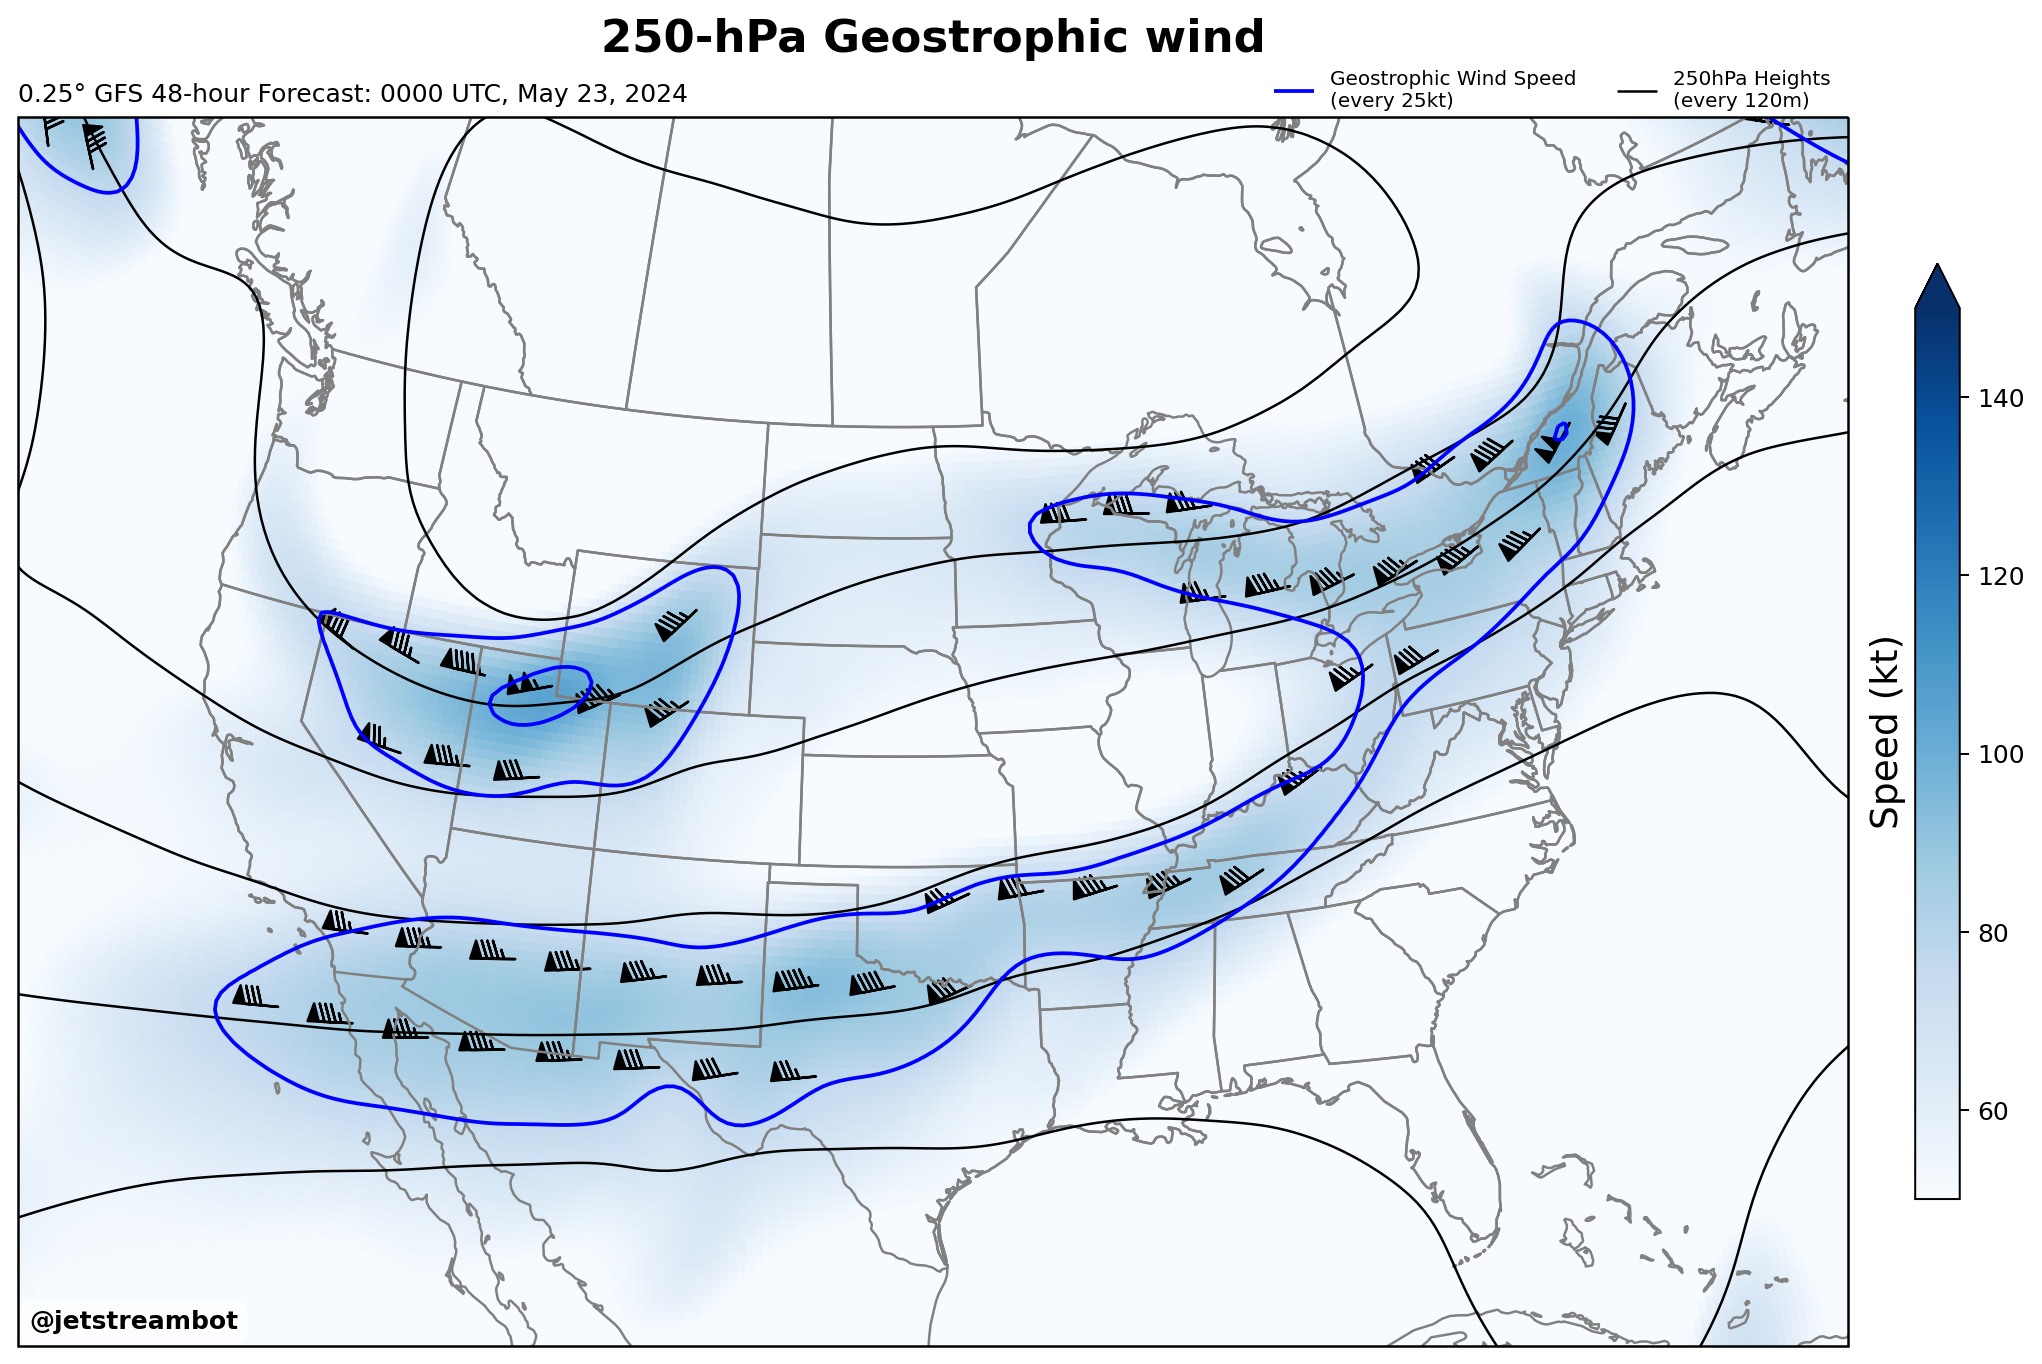 250-hPa Geostrophic wind
0.25° GFS 48-hour Forecast: 0000 UTC, May 23, 2024
Geostrophic Wind Speed
(every 25kt)
250hPa Heights
(every 120m)
140
120
100
80
60
Speed (kt)
@jetstreambot